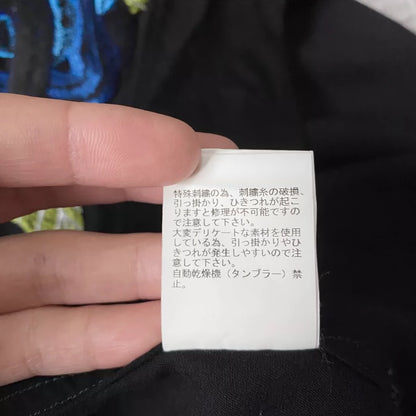 特殊刺繍の為、刺繍糸の破損、
引っ掛かり、ひきつれが起こ
りますと修理が不可能ですの
で注意して下さい。
大変デリケートな素材を使用
している為、引っ掛かりやひ
きつれが発生しやすいので注
意して下さい。
自動乾燥機（タンブラー）禁
止。